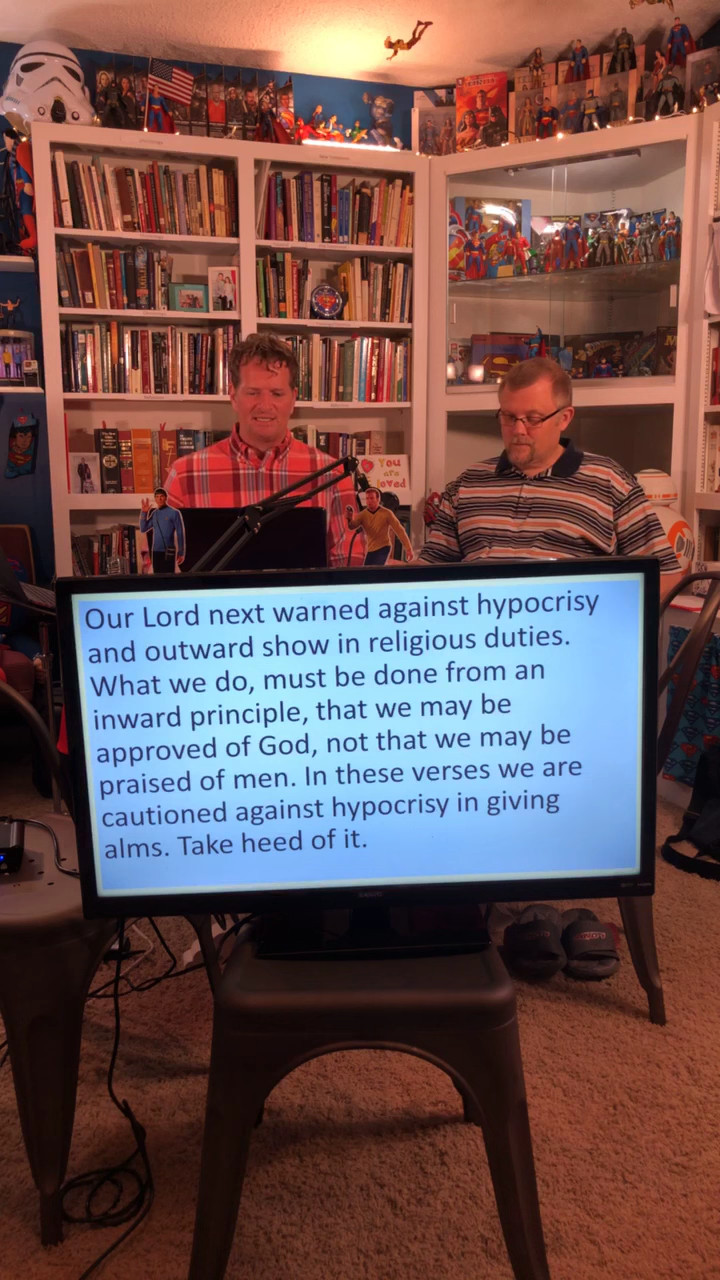 You
are
loved
Our Lord next warned against hypocrisy
and outward show in religious duties.
What we do, must be done from an
inward principle, that we may be
approved of God, not that we may be
praised of men. In these verses we are
cautioned against hypocrisy in giving
alms. Take heed of it.